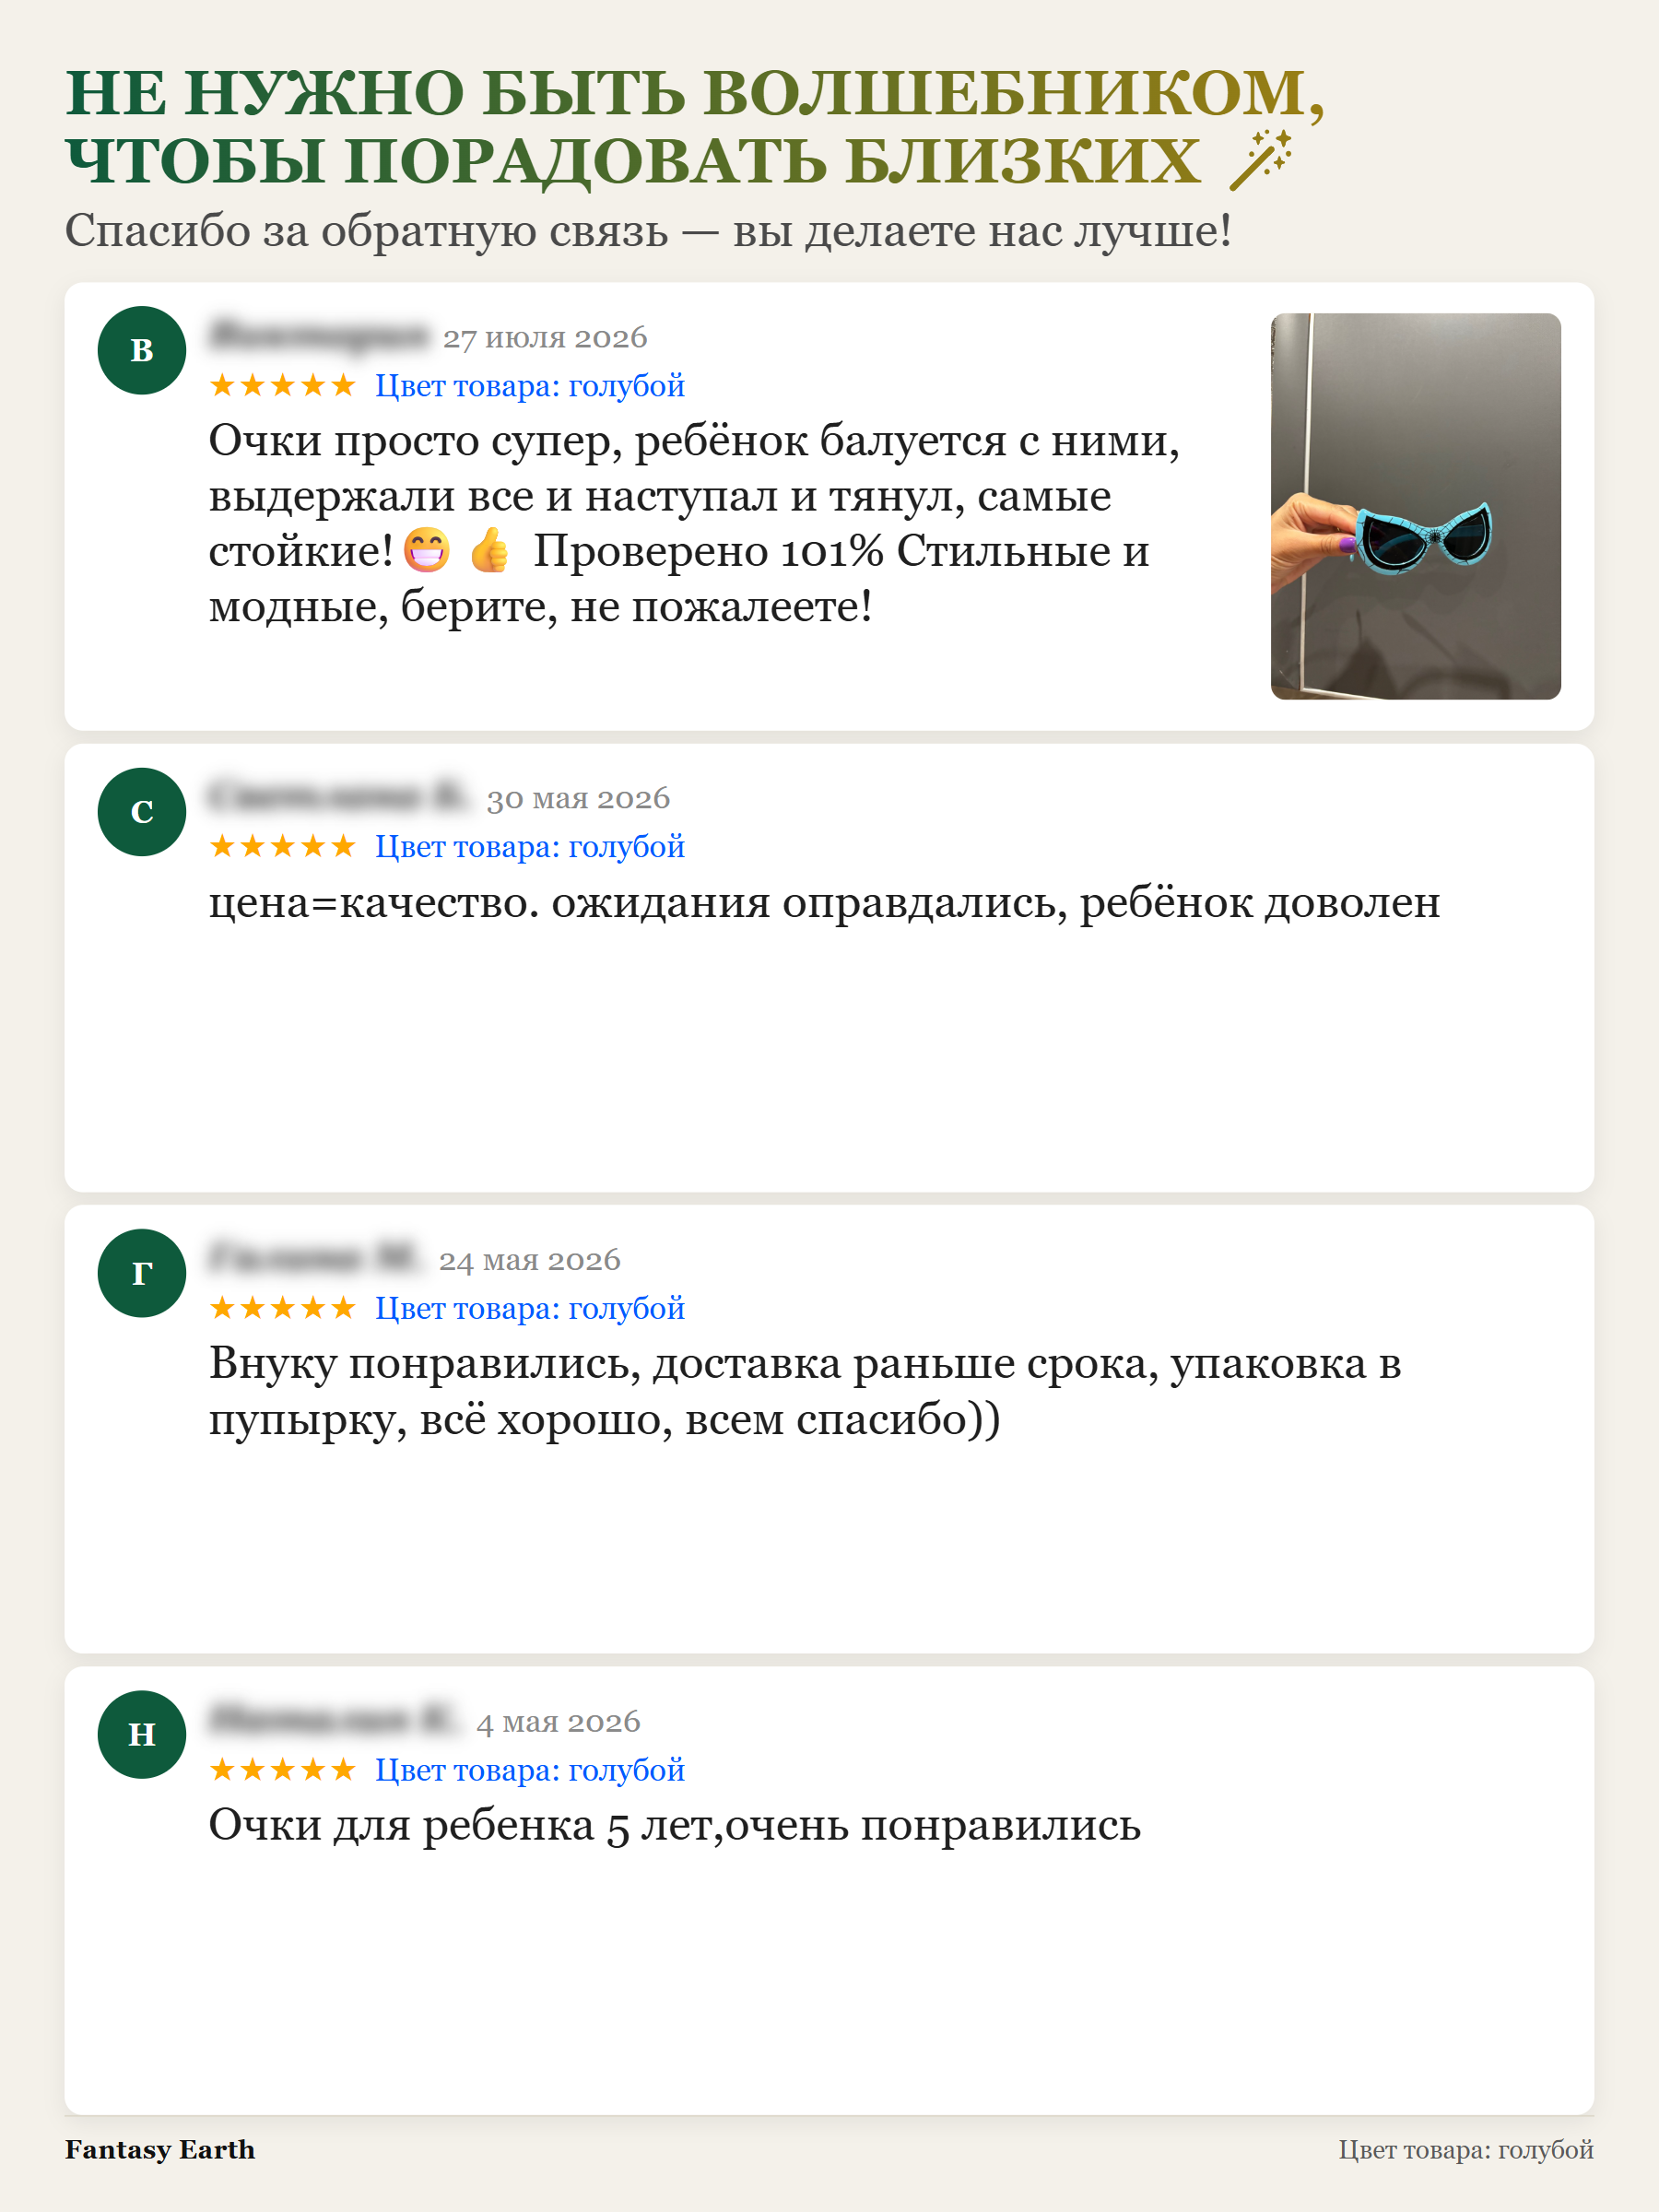 НЕ НУЖНО БЫТЬ ВОЛШЕБНИКОМ,
ЧТОБЫ ПОРАДОВАТЬ БЛИЗКИХ
Спасибо за обратную связь — вы делаете нас лучше!
В
27 июля 2026
★★★★★ Цвет товара: голубой
Очки просто супер, ребёнок балуется с ними,
выдержали все и наступал и тянул, самые
стойкие!😁 👍 Проверено 101% Стильные и
модные, берите, не пожалеете!
С
30 мая 2026
★★★★★ Цвет товара: голубой
цена=качество. ожидания оправдались, ребёнок доволен
Г
24 мая 2026
★★★★★ Цвет товара: голубой
Внуку понравились, доставка раньше срока, упаковка в
пупырку, всё хорошо, всем спасибо))
Н
4 мая 2026
★★★★★ Цвет товара: голубой
Очки для ребенка 5 лет,очень понравились
Fantasy Earth
Цвет товара: голубой